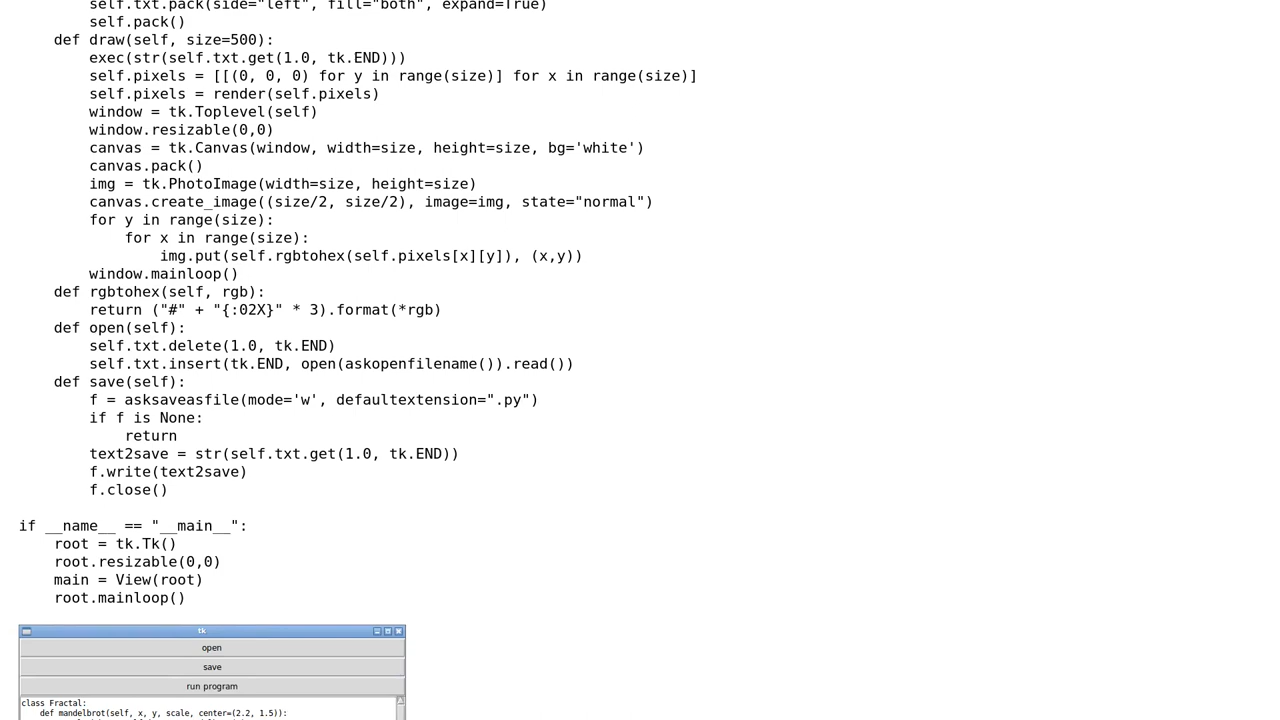 self.txt.pack(side="left", fill="both", expand=True)
        self.pack()
    def draw(self, size=500):
        exec(str(self.txt.get(1.0, tk.END)))
        self.pixels = [[(0, 0, 0) for y in range(size)] for x in range(size)]
        self.pixels = render(self.pixels)
        window = tk.Toplevel(self)
        window.resizable(0,0)
        canvas = tk.Canvas(window, width=size, height=size, bg='white')
        canvas.pack()
        img = tk.PhotoImage(width=size, height=size)
        canvas.create_image((size/2, size/2), image=img, state="normal")
        for y in range(size):
            for x in range(size):
                img.put(self.rgbtohex(self.pixels[x][y]), (x,y))
        window.mainloop()
    def rgbtohex(self, rgb):
        return ("#" + "{:02X}" * 3).format(*rgb)
    def open(self):
        self.txt.delete(1.0, tk.END)
        self.txt.insert(tk.END, open(askopenfilename()).read())
    def save(self):
        f = asksaveasfile(mode='w', defaultextension=".py")
        if f is None:
            return
        text2save = str(self.txt.get(1.0, tk.END))
        f.write(text2save)
        f.close()

if __name__ == "__main__":
    root = tk.Tk()
    root.resizable(0,0)
    main = View(root)
    root.mainloop()
tk
open
save
run program
class Fractal:
    def mandelbrot(self, x, y, scale, center=(2.2, 1.5)):